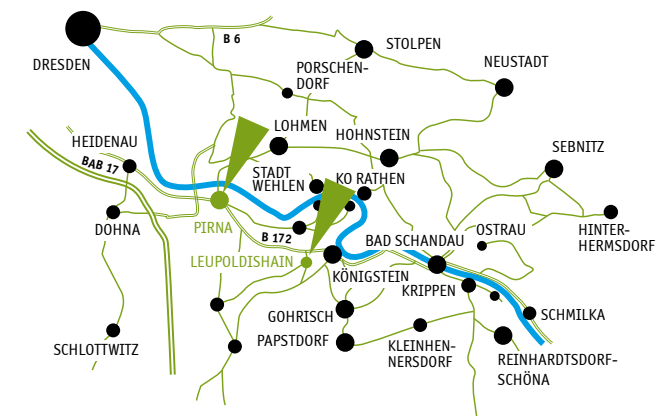 B 6
STOLPEN
DRESDEN
PORSCHEN-
DORF
NEUSTADT
LOHMEN
HOHNSTEIN
HEIDENAU
SEBNITZ
BAB 17
STADT
WEHLEN
KO RATHEN
PIRNA
DOHNA
B 172
BAD SCHANDAU
OSTRAU
HINTER-
HERMSDORF
LEUPOLDISHAIN
KÖNIGSTEIN
KRIPPEN
GOHRISCH
SCHMILKA
PAPSTDORF
SCHLOTTWITZ
KLEINHEN-
NERSDORF
REINHARDTSDORF-
SCHÖNA